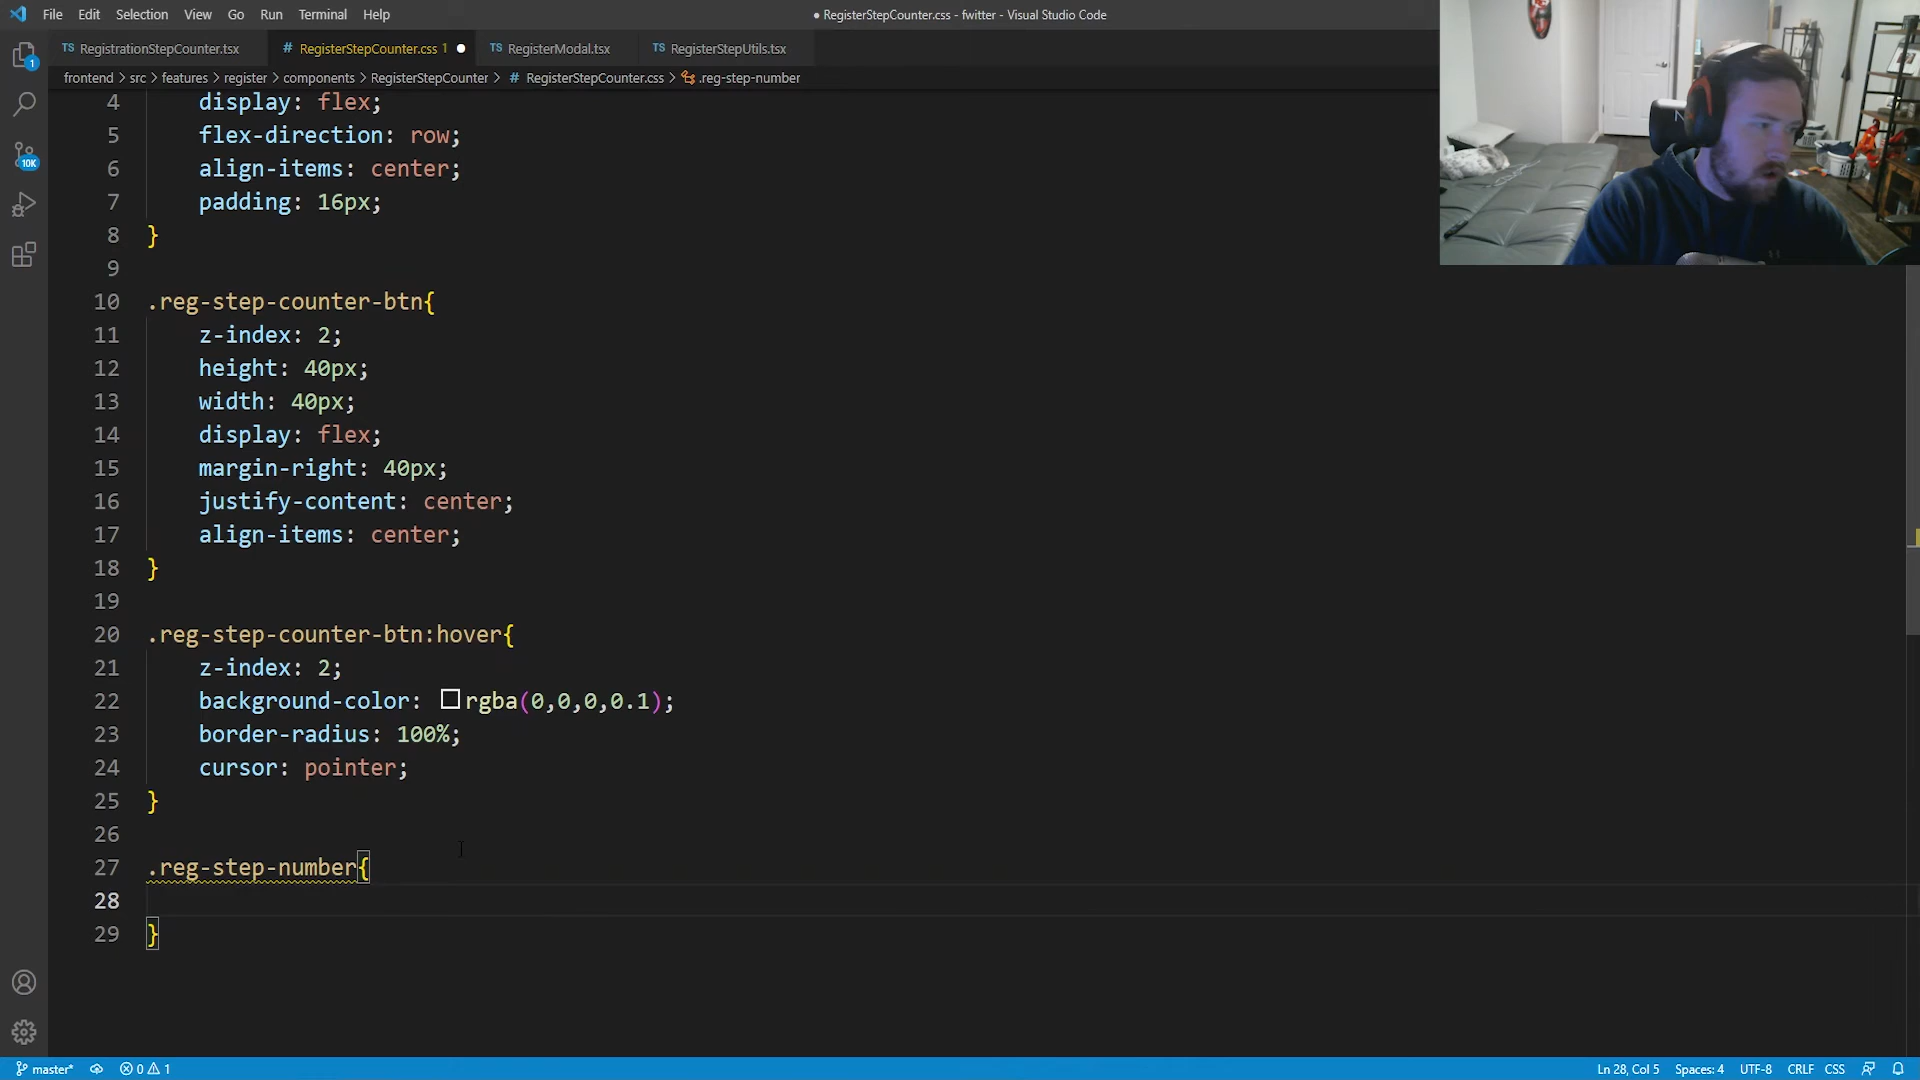 File Edit Selection View Go Run Terminal Help
● RegisterStepCounter.css - fwitter - Visual Studio Code
TS RegistrationStepCounter.tsx # RegisterStepCounter.css 1 ● TS RegisterModal.tsx TS RegisterStepUtils.tsx
frontend > src > features > register > components > RegisterStepCounter > # RegisterStepCounter.css > .reg-step-number
1
10K
4 display: flex;
5 flex-direction: row;
6 align-items: center;
7 padding: 16px;
8 }
9
10 .reg-step-counter-btn{
11 z-index: 2;
12 height: 40px;
13 width: 40px;
14 display: flex;
15 margin-right: 40px;
16 justify-content: center;
17 align-items: center;
18 }
19
20 .reg-step-counter-btn:hover{
21 z-index: 2;
22 background-color: rgba(0,0,0,0.1);
23 border-radius: 100%;
24 cursor: pointer;
25 }
26
27 .reg-step-number{
28
29 }
master* 0 1 Ln 28, Col 5 Spaces: 4 UTF-8 CRLF CSS